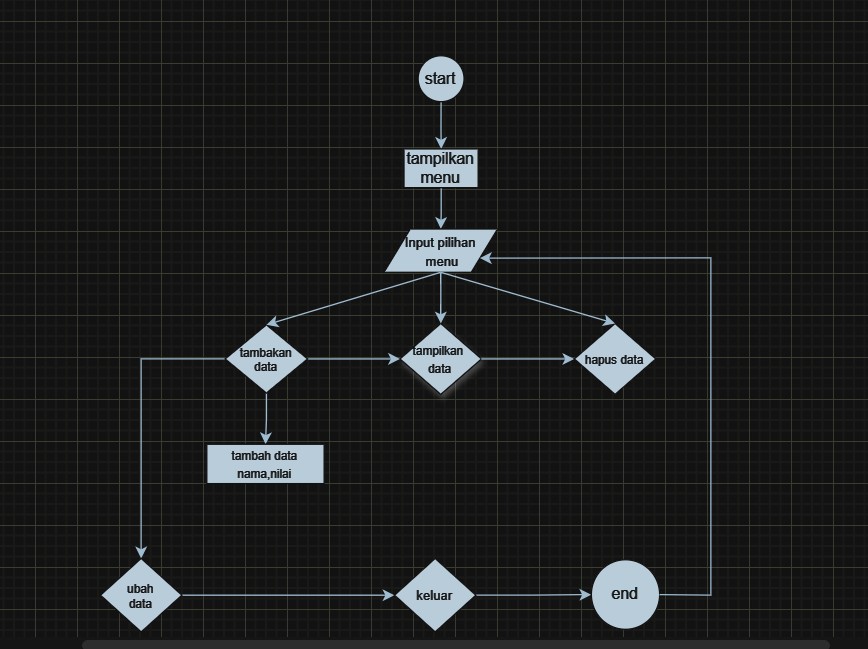 start
tampilkan
menu
Input pilihan
menu
tambakan
data
tampilkan
data
hapus data
tambah data
nama,nilai
ubah
data
keluar
end